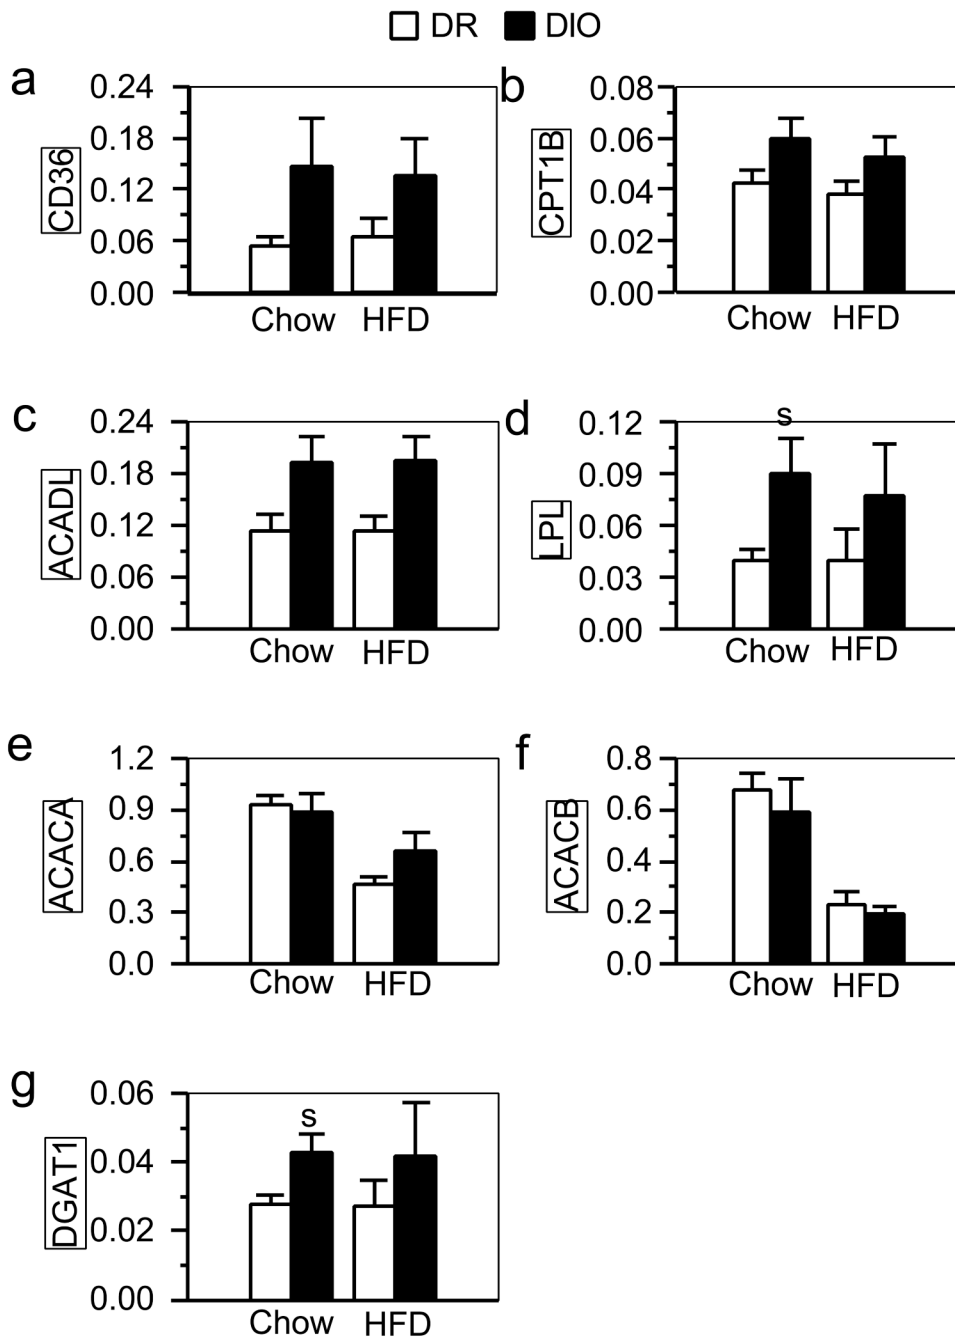 DR DIO
a
CD36
0.24
0.18
0.12
0.06
0.00
Chow HFD
b
CPT1B
0.08
0.06
0.04
0.02
0.00
Chow HFD
c
ACADL
0.24
0.18
0.12
0.06
0.00
Chow HFD
d
LPL
0.12
0.09
0.06
0.03
0.00
s
Chow HFD
e
ACACA
1.2
0.9
0.6
0.3
0.0
Chow HFD
f
ACACB
0.8
0.6
0.4
0.2
0.0
Chow HFD
g
DGAT1
0.06
0.04
0.02
0.00
s
Chow HFD